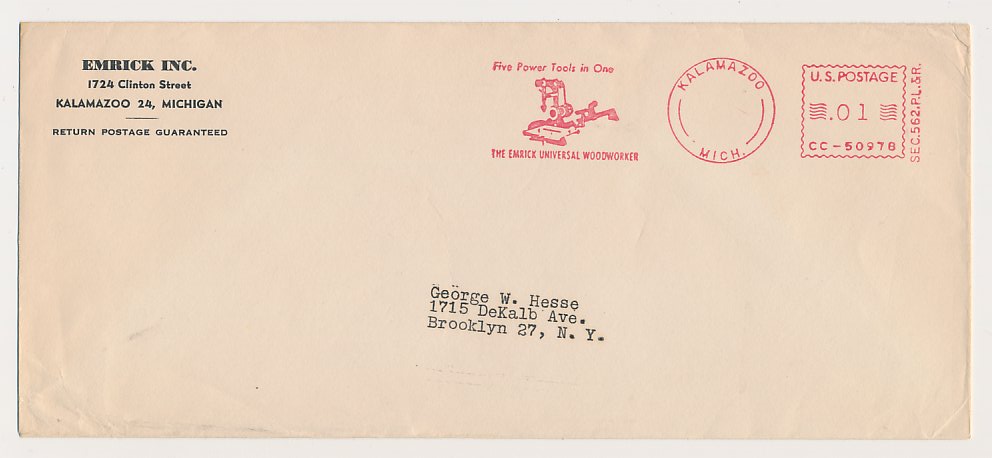 EMRICK INC.
1724 Clinton Street
KALAMAZOO 24, MICHIGAN
RETURN POSTAGE GUARANTEED
Five Power Tools in One
THE EMRICK UNIVERSAL WOODWORKER
KALAMAZOO
MICH.
U.S. POSTAGE
.01
CC-50978
SEC.562.P.L.&R.
George W. Hesse
1715 DeKalb Ave.
Brooklyn 27, N. Y.